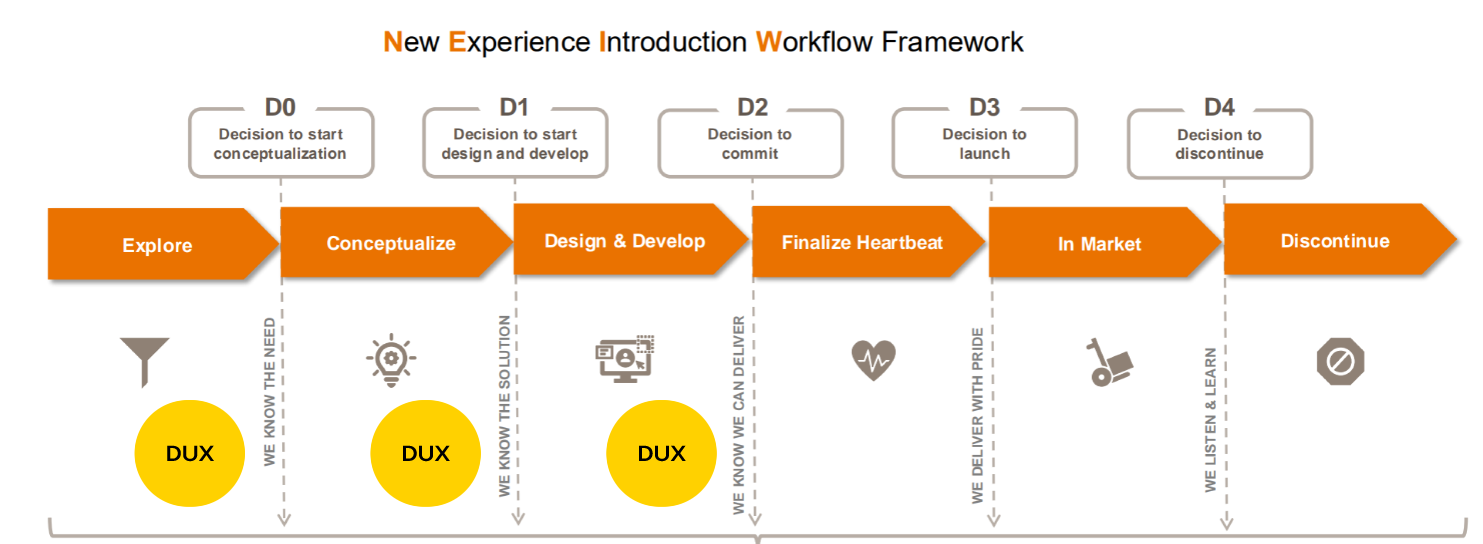 New Experience Introduction Workflow Framework
D0
Decision to start
conceptualization
D1
Decision to start
design and develop
D2
Decision to
commit
D3
Decision to
launch
D4
Decision to
discontinue
Explore
Conceptualize
Design & Develop
Finalize Heartbeat
In Market
Discontinue
WE KNOW THE NEED
WE KNOW THE SOLUTION
WE KNOW WE CAN DELIVER
WE DELIVER WITH PRIDE
WE LISTEN & LEARN
DUX
DUX
DUX